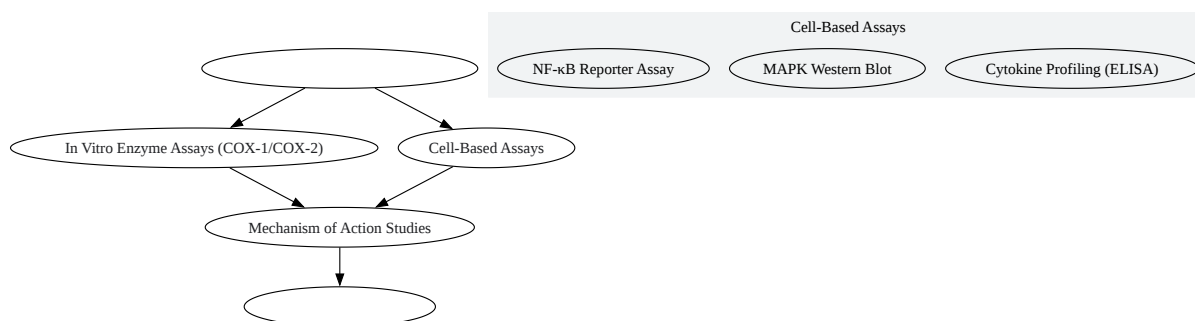 Cell-Based Assays
NF-κB Reporter Assay
MAPK Western Blot
Cytokine Profiling (ELISA)
In Vitro Enzyme Assays (COX-1/COX-2)
Cell-Based Assays
Mechanism of Action Studies